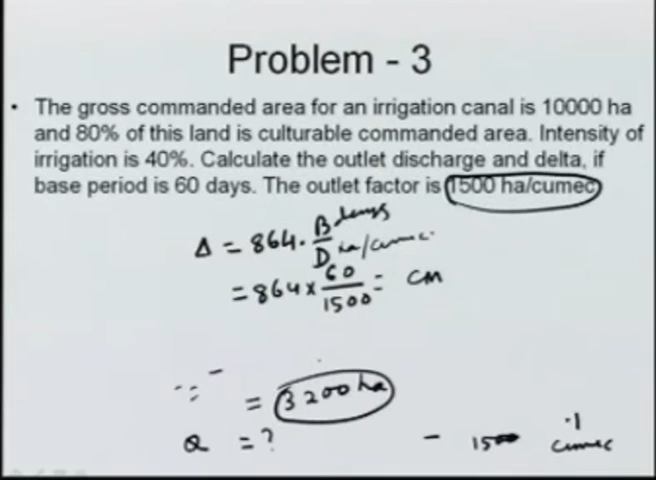 Problem - 3
• The gross commanded area for an irrigation canal is 10000 ha
and 80% of this land is culturable commanded area. Intensity of
irrigation is 40%. Calculate the outlet discharge and delta, if
base period is 60 days. The outlet factor is 1500 ha/cumec
Δ = 864. B days / D ha/cumec.
= 864 × 60/1500 = cm
= 3200 ha
Q = ? - 1500 cumec